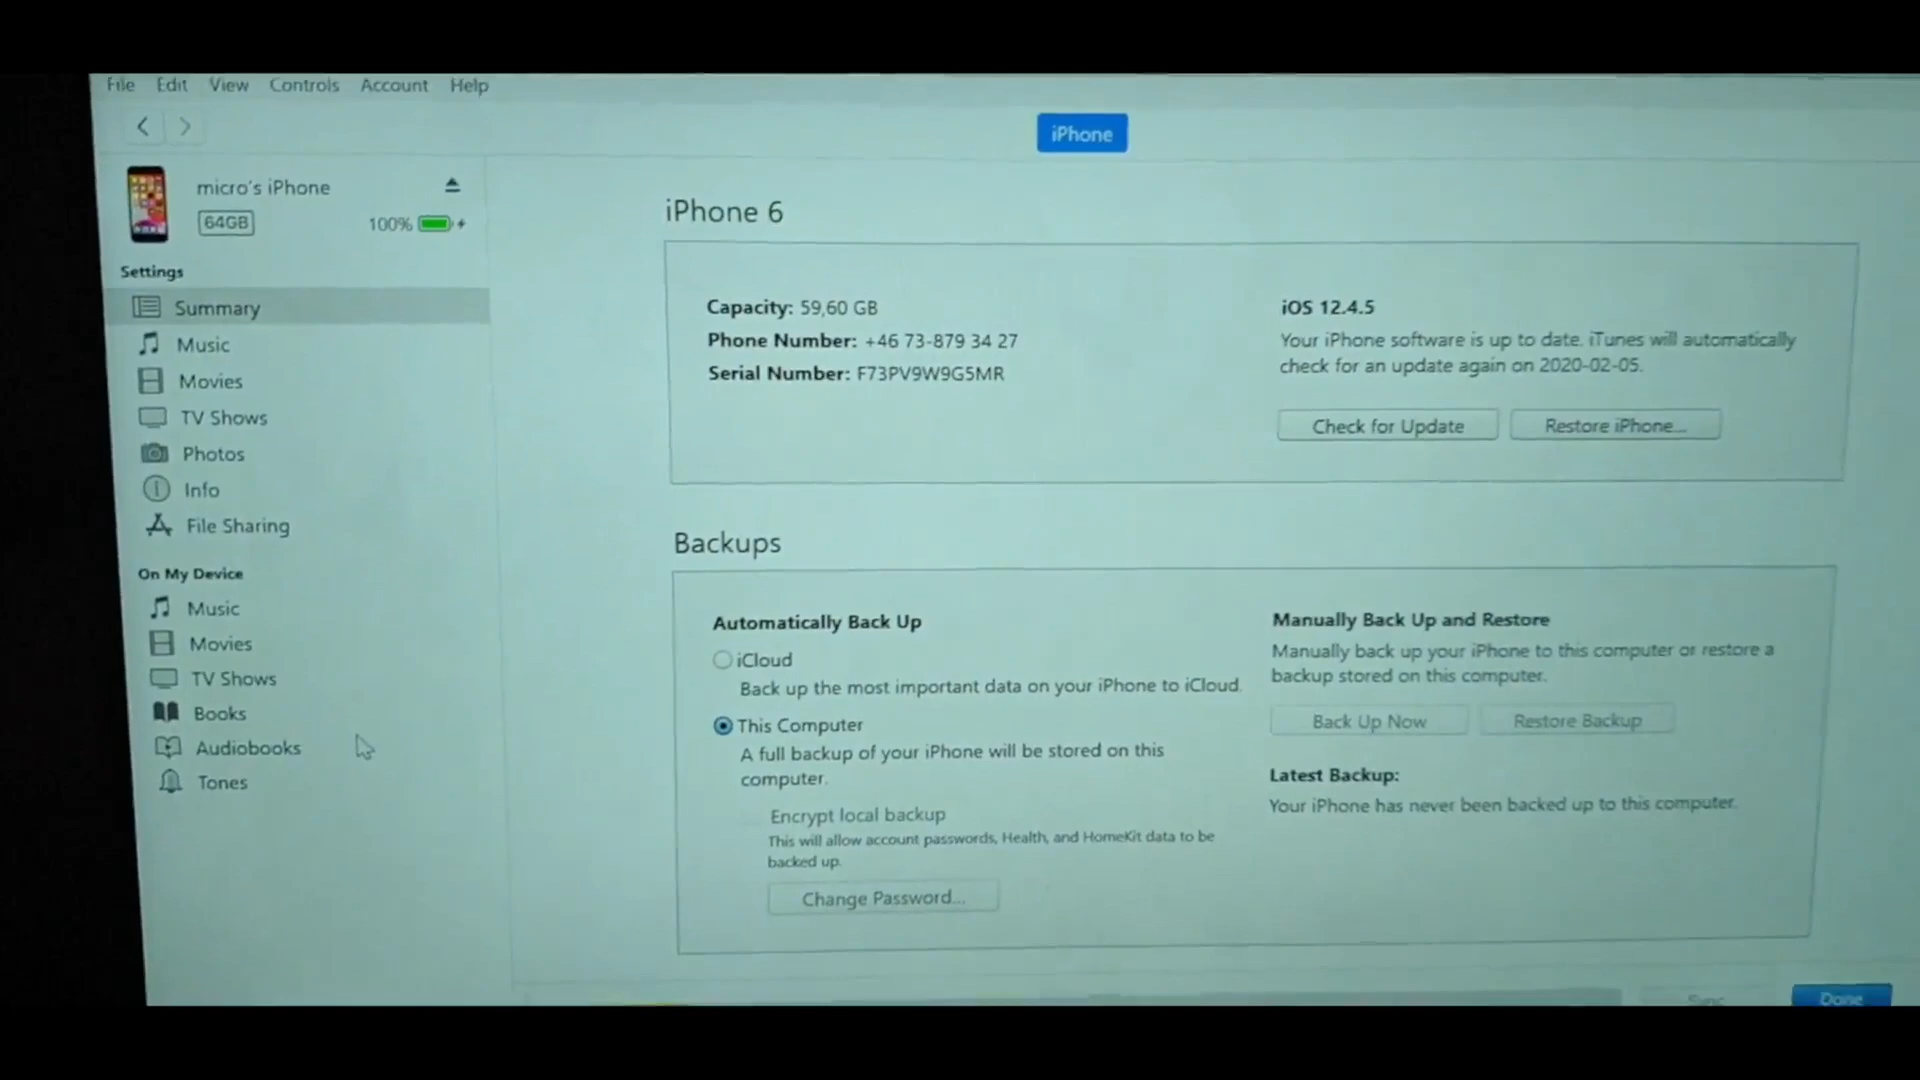 File Edit View Controls Account Help
iPhone
micro's iPhone
64GB 100%
Settings
Summary
Music
Movies
TV Shows
Photos
Info
File Sharing
On My Device
Music
Movies
TV Shows
Books
Audiobooks
Tones
iPhone 6
Capacity: 59,60 GB
Phone Number: +46 73-879 34 27
Serial Number: F73PV9W9G5MR
iOS 12.4.5
Your iPhone software is up to date. iTunes will automatically
check for an update again on 2020-02-05.
Check for Update Restore iPhone...
Backups
Automatically Back Up
iCloud
Back up the most important data on your iPhone to iCloud.
This Computer
A full backup of your iPhone will be stored on this
computer.
Encrypt local backup
This will allow account passwords, Health, and HomeKit data to be
backed up.
Change Password...
Manually Back Up and Restore
Manually back up your iPhone to this computer or restore a
backup stored on this computer.
Back Up Now Restore Backup
Latest Backup:
Your iPhone has never been backed up to this computer.
Sync Done